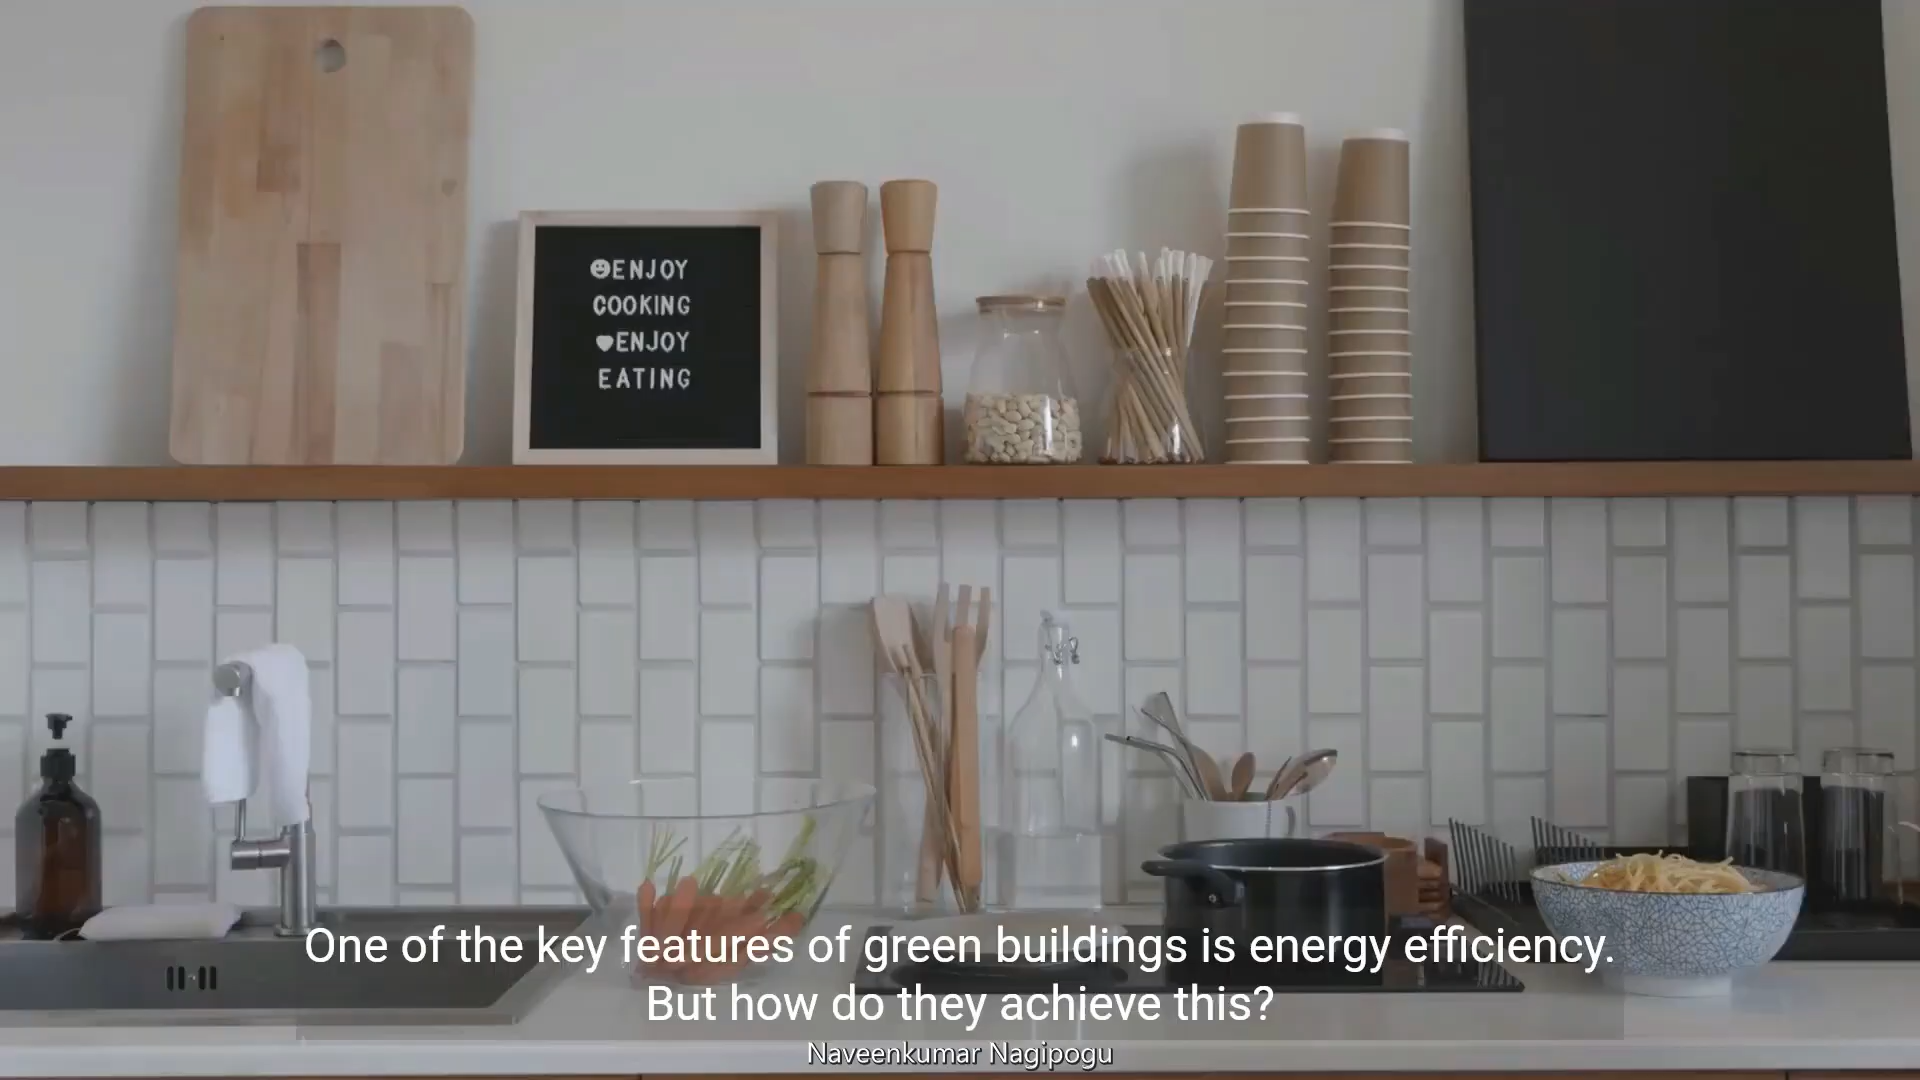 ☻ENJOY
COOKING
♥ENJOY
EATING
One of the key features of green buildings is energy efficiency.
But how do they achieve this?
Naveenkumar Nagipogu